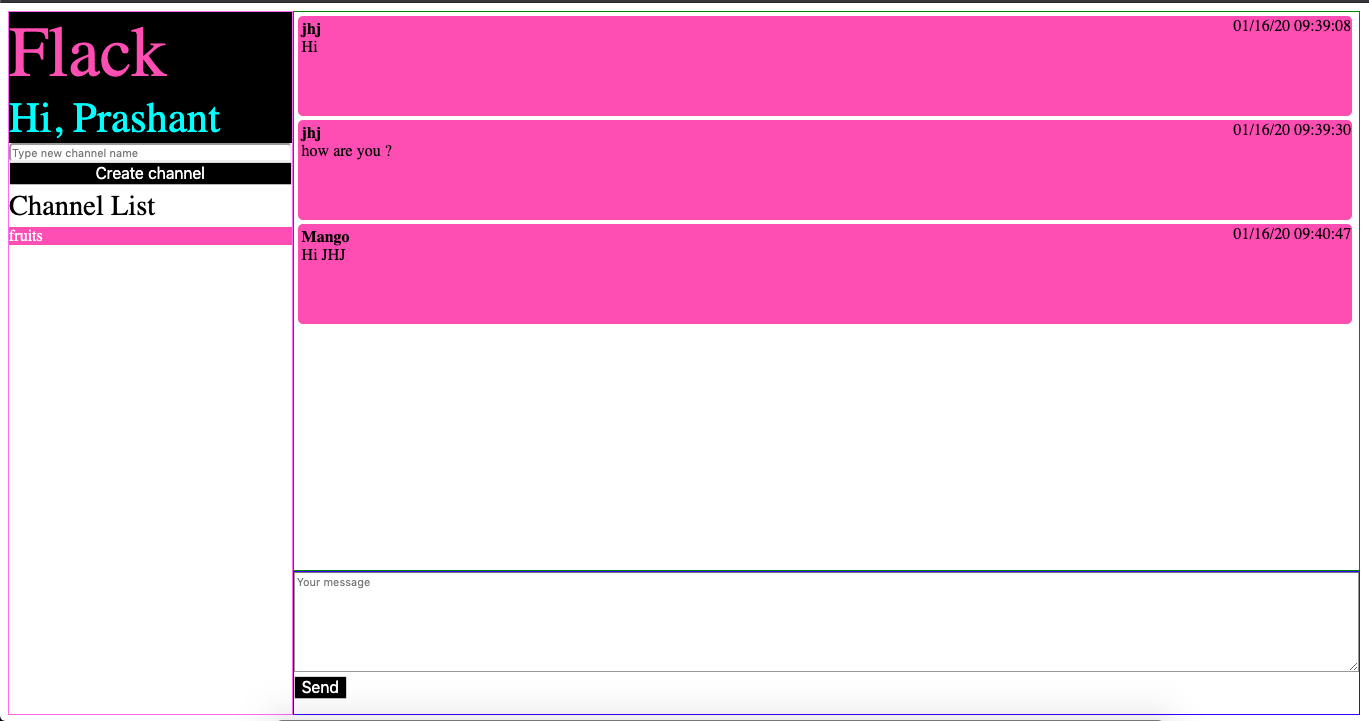 Flack
Hi, Prashant
Type new channel name
Create channel
Channel List
fruits
jhj
01/16/20 09:39:08
Hi
jhj
01/16/20 09:39:30
how are you ?
Mango
01/16/20 09:40:47
Hi JHJ
Your message
Send